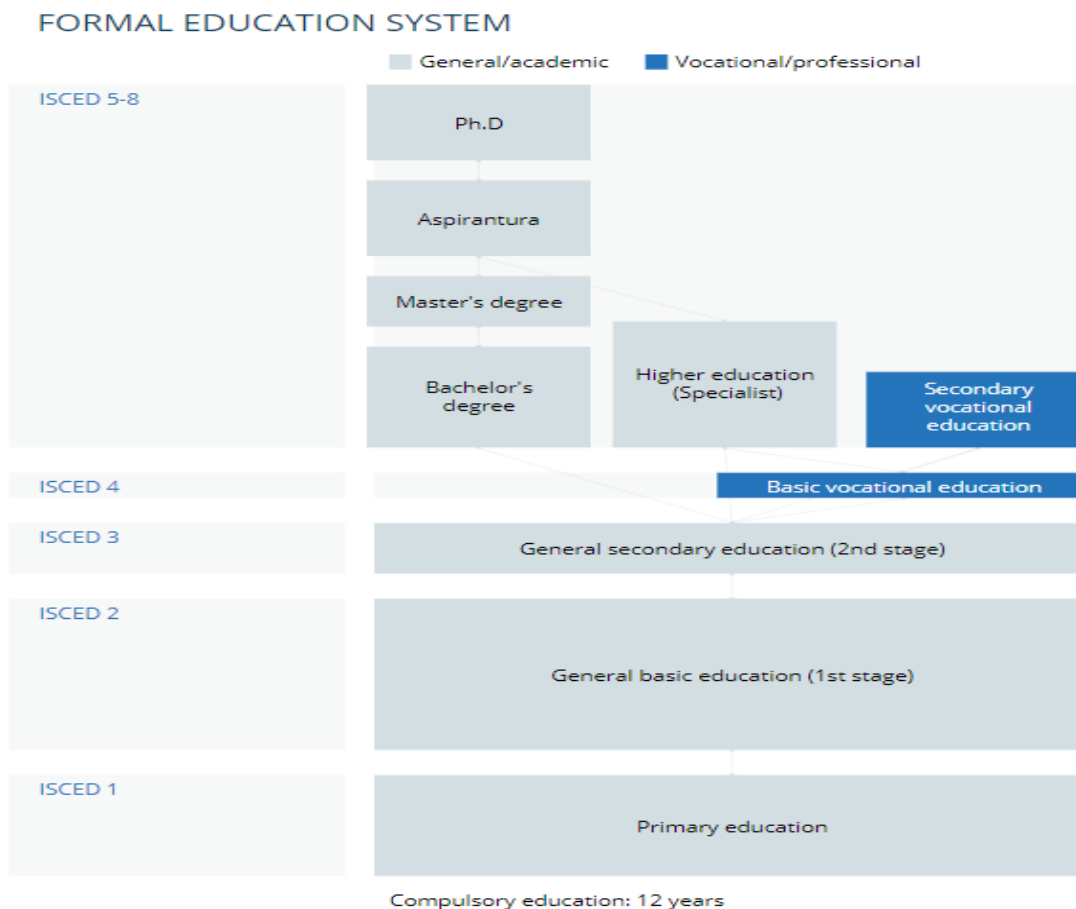 FORMAL EDUCATION SYSTEM
General/academic
Vocational/professional
ISCED 5-8
Ph.D
Aspirantura
Master's degree
Bachelor's
degree
Higher education
(Specialist)
Secondary
vocational
education
ISCED 4
Basic vocational education
ISCED 3
General secondary education (2nd stage)
ISCED 2
General basic education (1st stage)
ISCED 1
Primary education
Compulsory education: 12 years